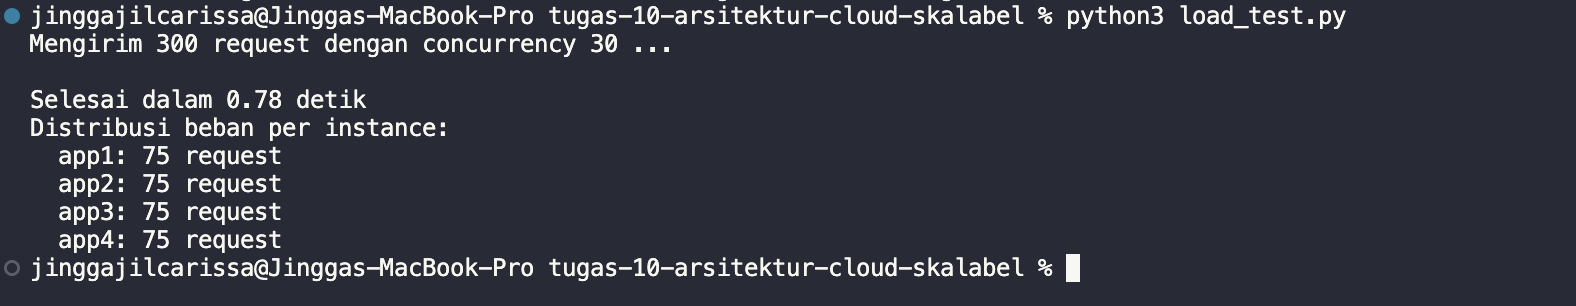 jinggajilcarissa@Jinggas-MacBook-Pro tugas-10-arsitektur-cloud-skalabel % python3 load_test.py
Mengirim 300 request dengan concurrency 30 ...
Selesai dalam 0.78 detik
Distribusi beban per instance:
app1: 75 request
app2: 75 request
app3: 75 request
app4: 75 request
jinggajilcarissa@Jinggas-MacBook-Pro tugas-10-arsitektur-cloud-skalabel %